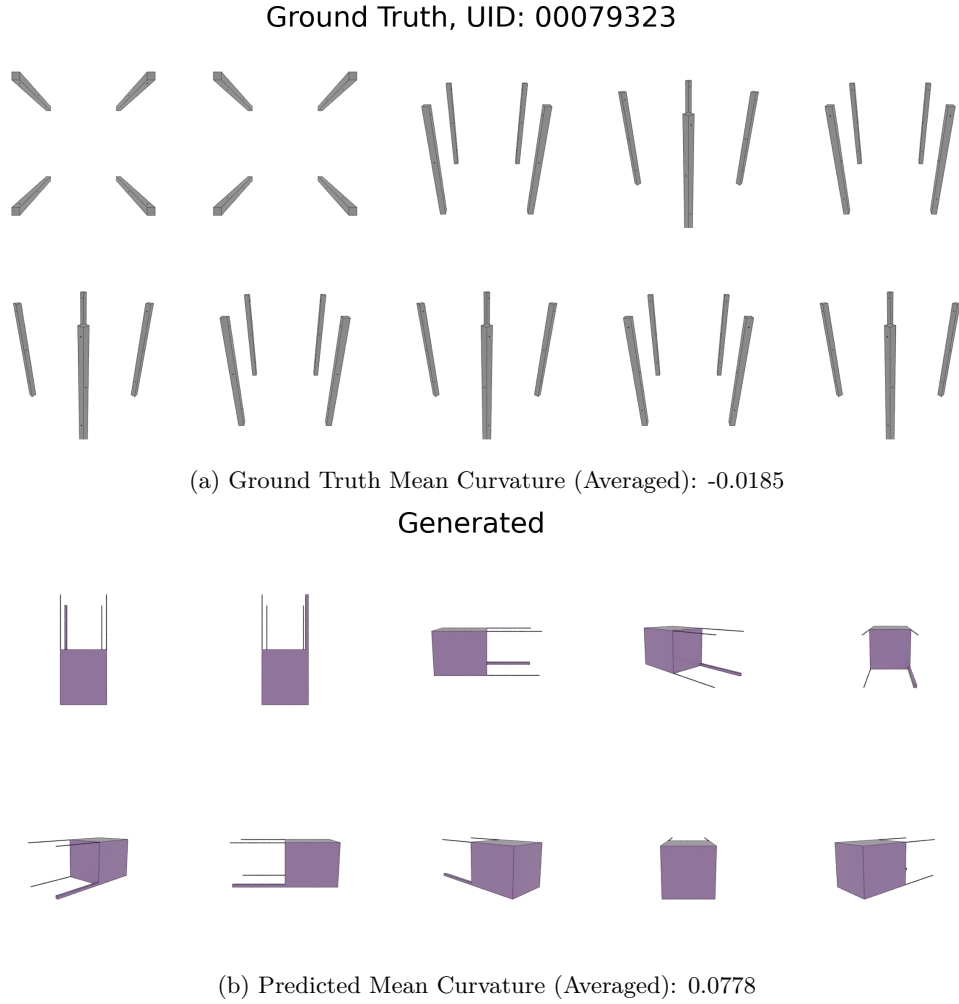 Ground Truth, UID: 00079323
(a) Ground Truth Mean Curvature (Averaged): -0.0185
Generated
(b) Predicted Mean Curvature (Averaged): 0.0778